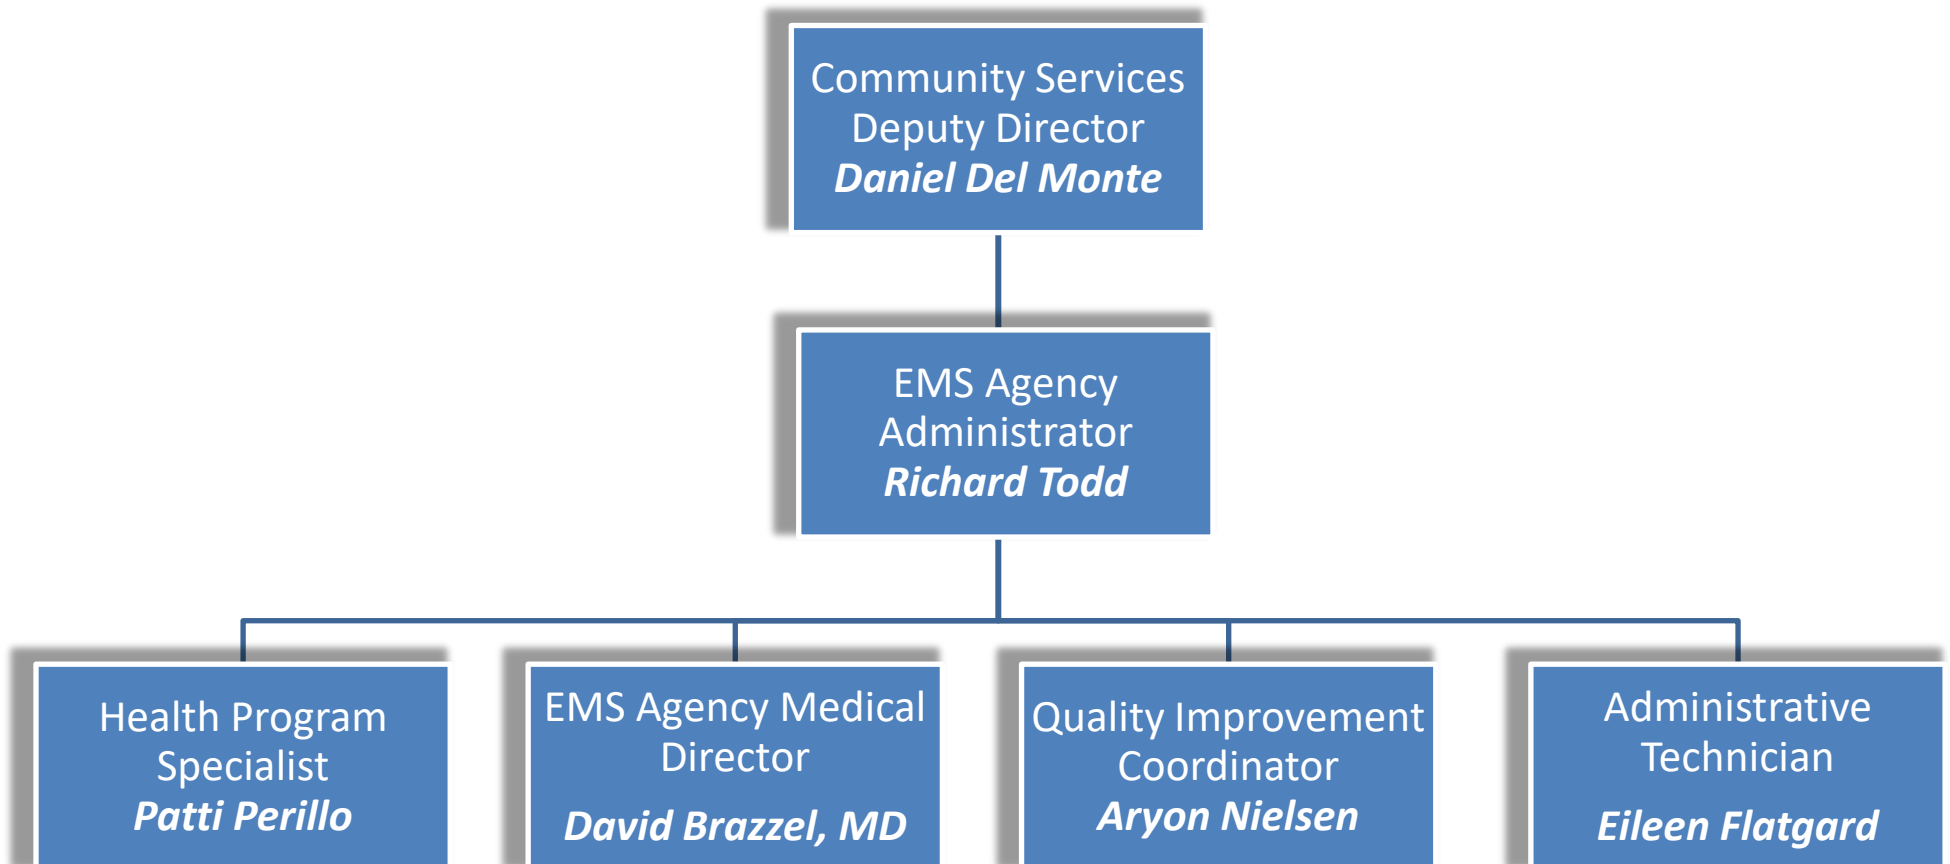 Community Services
Deputy Director
Daniel Del Monte
EMS Agency
Administrator
Richard Todd
Health Program
Specialist
Patti Perillo
EMS Agency Medical
Director
David Brazzel, MD
Quality Improvement
Coordinator
Aryon Nielsen
Administrative
Technician
Eileen Flatgard